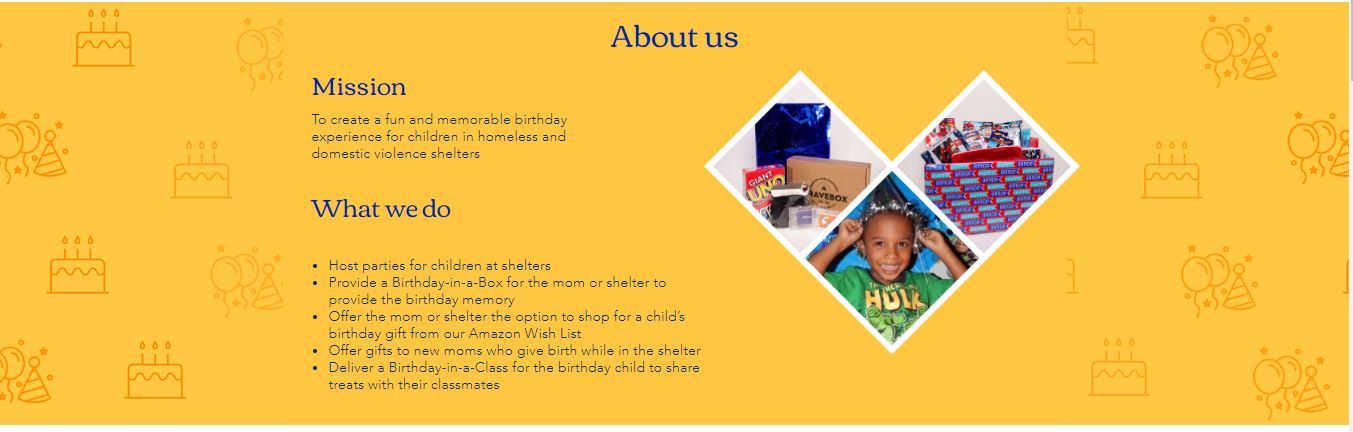 About us
Mission
To create a fun and memorable birthday
experience for children in homeless and
domestic violence shelters
What we do
• Host parties for children at shelters
• Provide a Birthday-in-a-Box for the mom or shelter to
provide the birthday memory
• Offer the mom or shelter the option to shop for a child's
birthday gift from our Amazon Wish List
• Offer gifts to new moms who give birth while in the shelter
• Deliver a Birthday-in-a-Class for the birthday child to share
treats with their classmates
GIANT
UNO
HULK